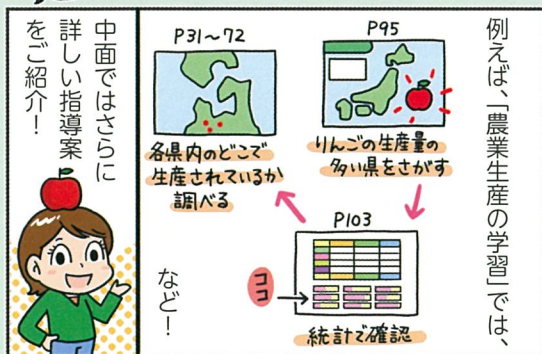 例えば、「農業生産の学習」では、
P95
りんごの生産量の
多い県をさがす
P103
ココ
統計で確認
P31〜72
各県内のどこで
生産されているか
調べる
など！
中面ではさらに
詳しい指導案
をご紹介！